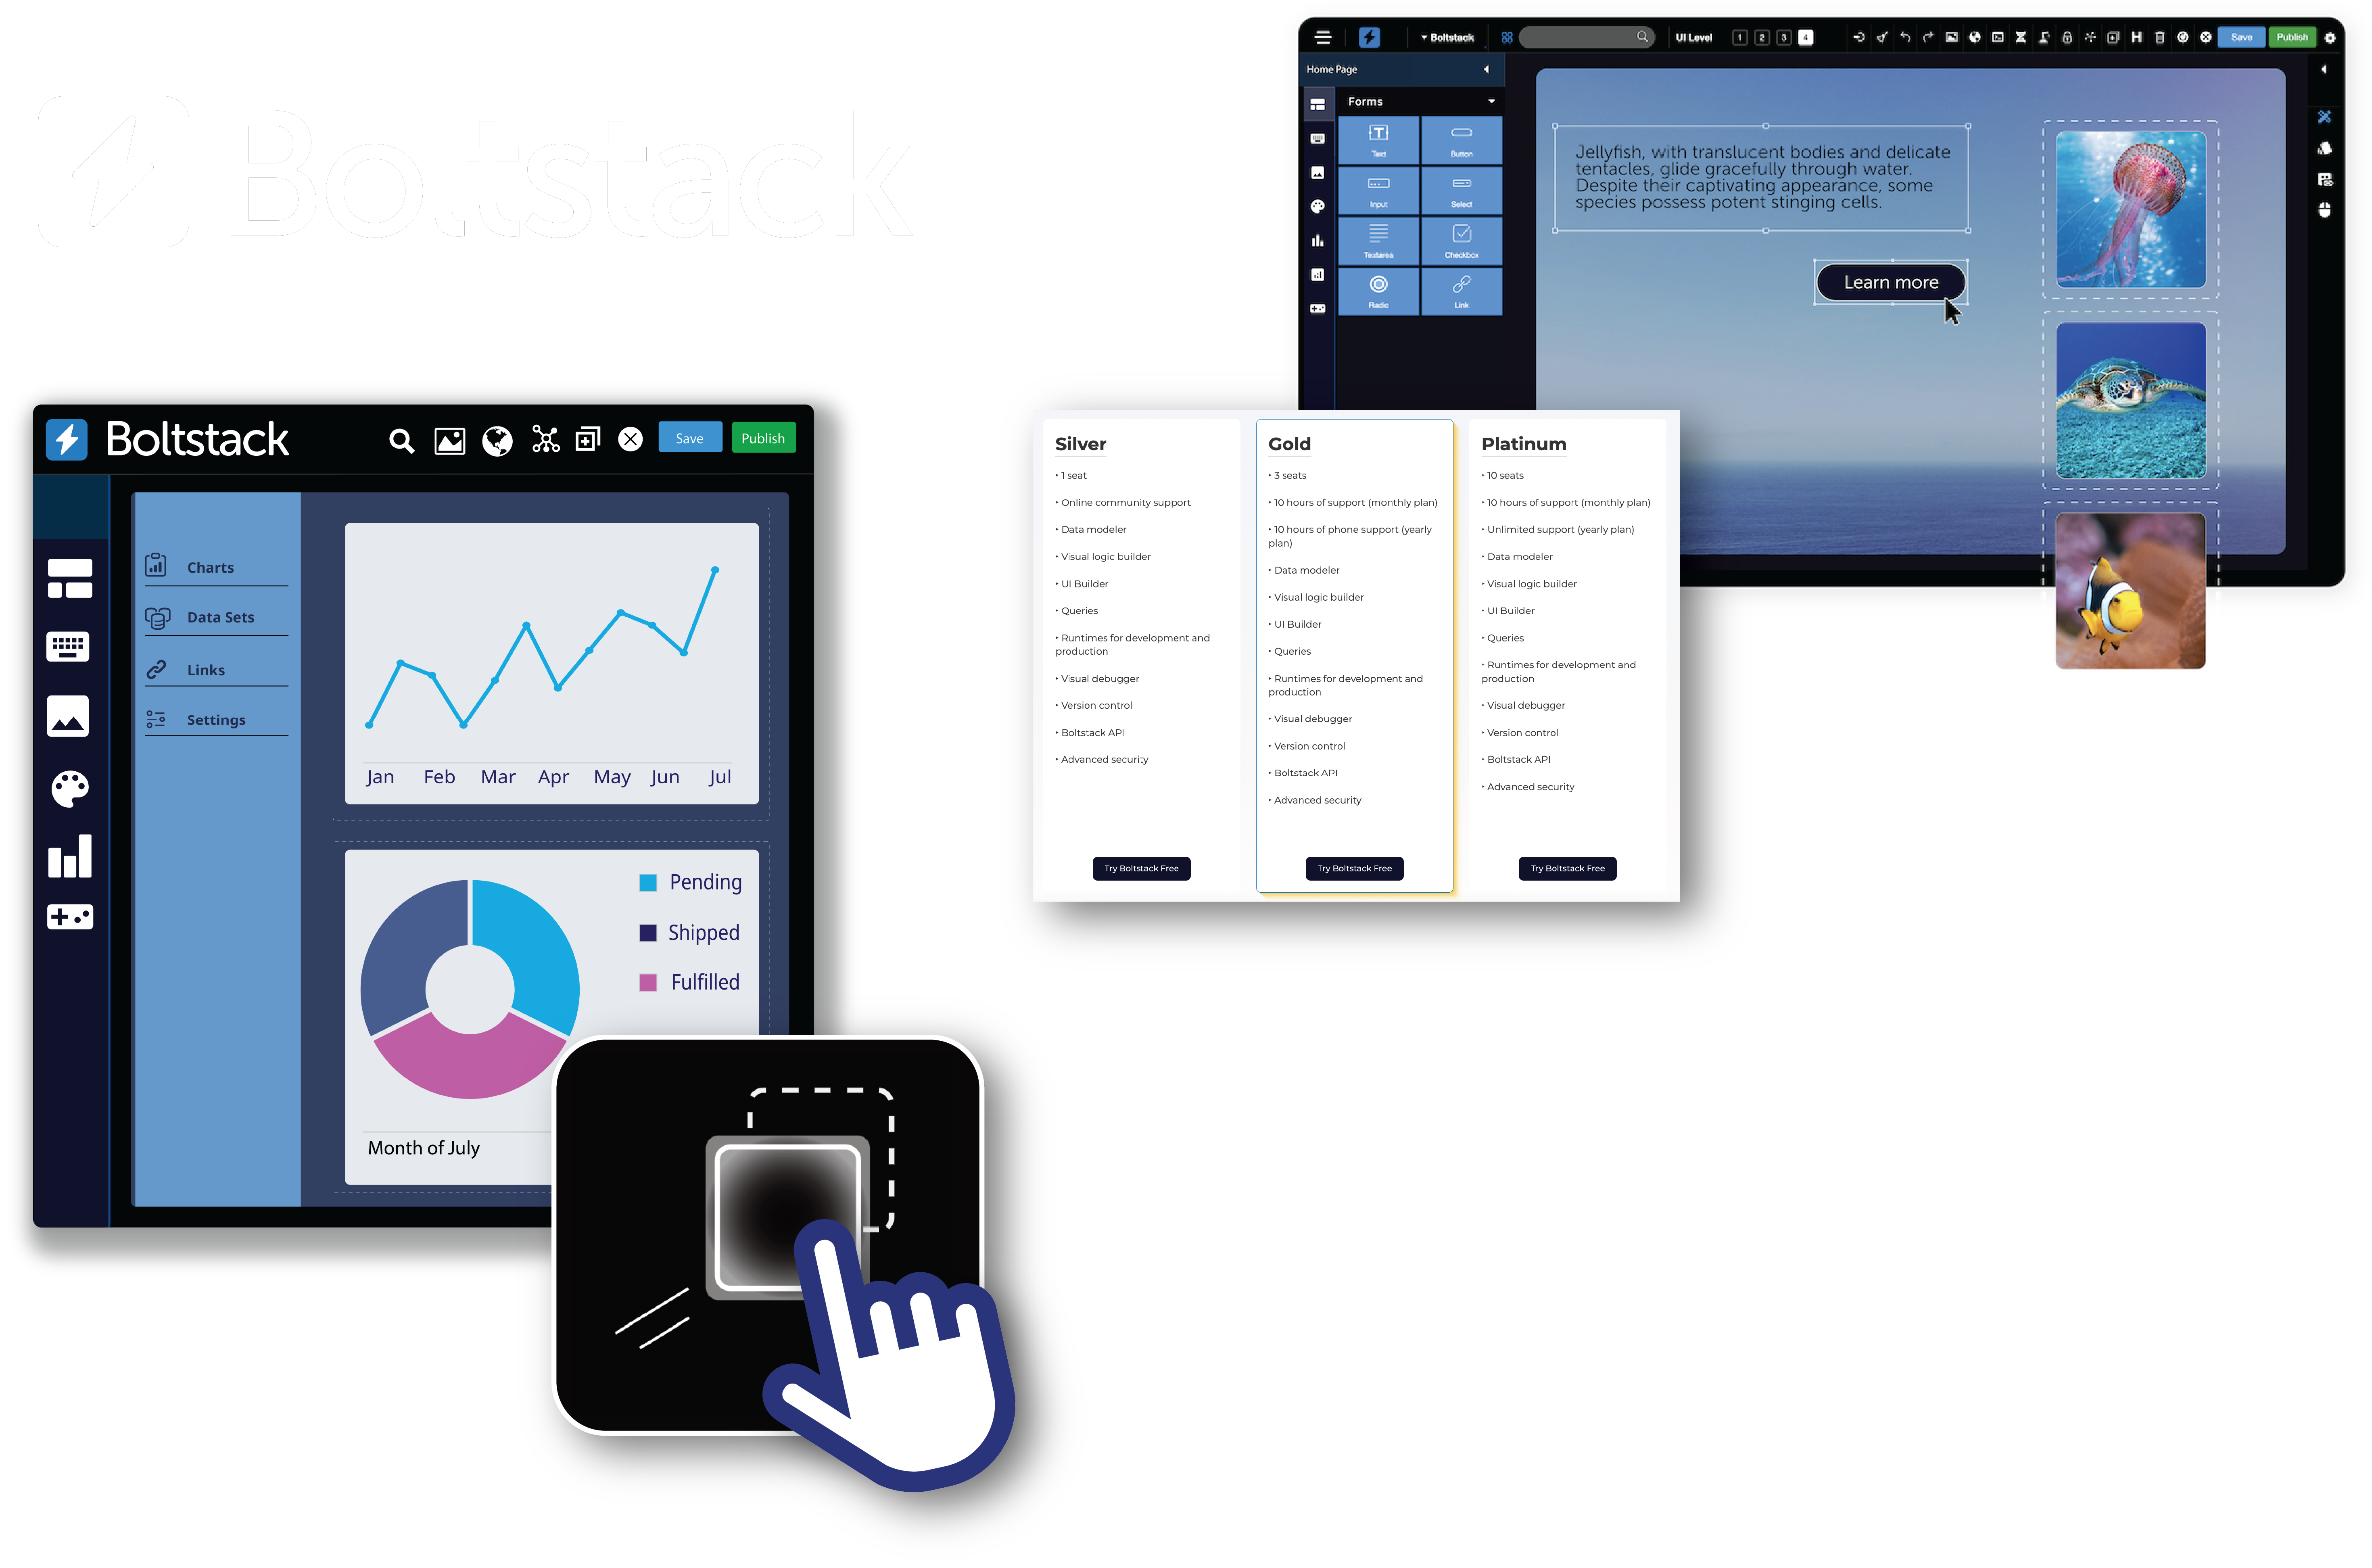 Boltstack
Boltstack
UI Level
1 2 3 4
Save
Publish
Home Page
Forms
Text
Button
Input
Select
Textarea
Checkbox
Radio
Link
Jellyfish, with translucent bodies and delicate
tentacles, glide gracefully through water.
Despite their captivating appearance, some
species possess potent stinging cells.
Learn more
Boltstack
Save
Publish
Charts
Data Sets
Links
Settings
Jan Feb Mar Apr May Jun Jul
Pending
Shipped
Fulfilled
Month of July
Silver
• 1 seat
• Online community support
• Data modeler
• Visual logic builder
• UI Builder
• Queries
• Runtimes for development and
production
• Visual debugger
• Version control
• Boltstack API
• Advanced security
Try Boltstack Free
Gold
• 3 seats
• 10 hours of support (monthly plan)
• 10 hours of phone support (yearly
plan)
• Data modeler
• Visual logic builder
• UI Builder
• Queries
• Runtimes for development and
production
• Visual debugger
• Version control
• Boltstack API
• Advanced security
Try Boltstack Free
Platinum
• 10 seats
• 10 hours of support (monthly plan)
• Unlimited support (yearly plan)
• Data modeler
• Visual logic builder
• UI Builder
• Queries
• Runtimes for development and
production
• Visual debugger
• Version control
• Boltstack API
• Advanced security
Try Boltstack Free